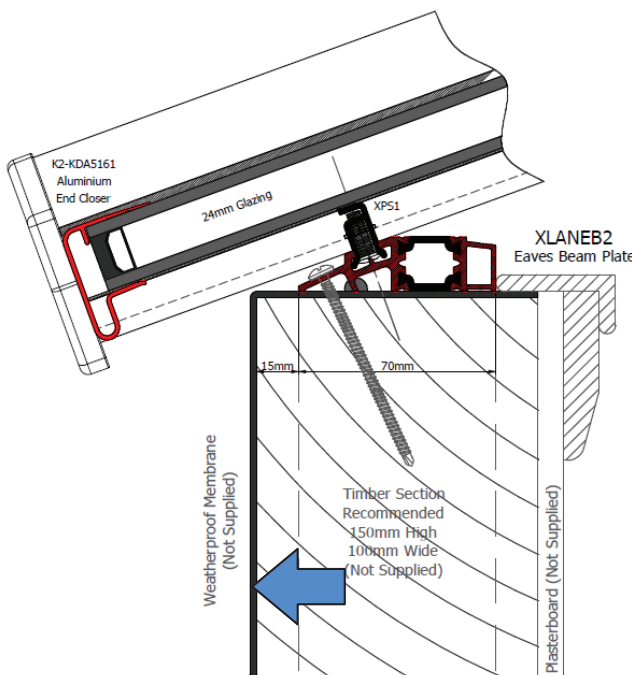 K2-KDA5161
Aluminium
End Closer
24mm Glazing
XPS1
XLANEB2
Eaves Beam Plate
15mm
70mm
Weatherproof Membrane
(Not Supplied)
Timber Section
Recommended
150mm High
100mm Wide
(Not Supplied)
Plasterboard (Not Supplied)